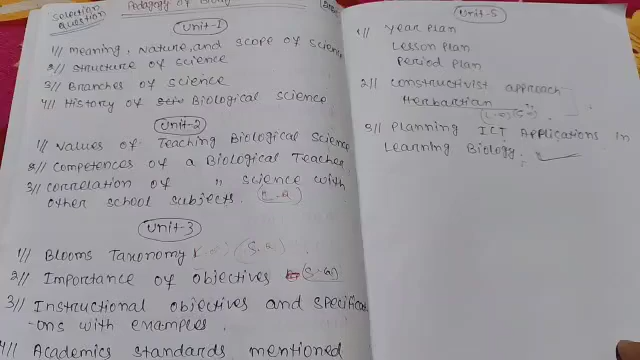 Selection
Question
Pedagogy of
Unit-1
1// Meaning, Nature, and scope of science
2// Structure of science
3// Branches of science
4// History of Biological science
Unit-2
1// Values of Teaching Biological science
2// Competences of a Biological Teacher
3// Correlation of " science with
other school subjects.
Unit-3
1// Blooms Taxonomy
2// Importance of objectives
3// Instructional objectives and specificati
-ons with examples.
4// Academics standards mentioned
Unit-5
1// Year Plan
Lesson Plan
Period Plan
2// Constructivist approach
Herbartian "
3// Planning ICT Applications in
Learning Biology.